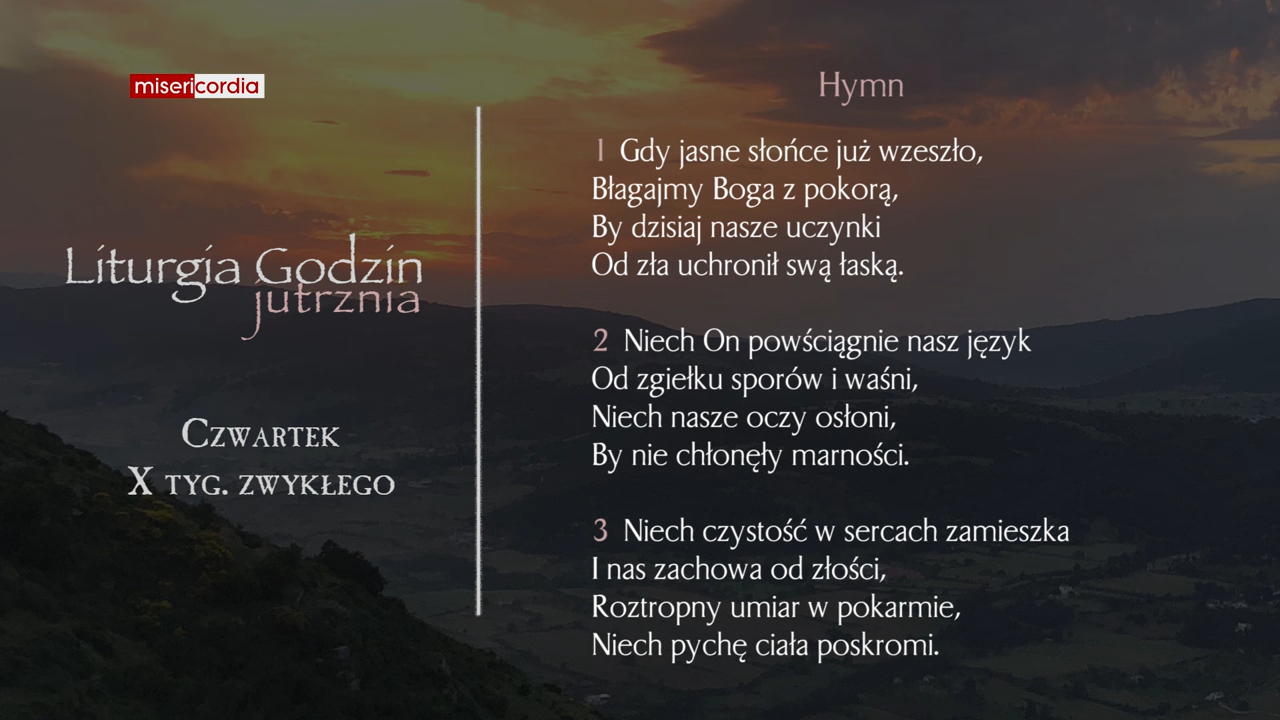 misericordia
Liturgia Godzin
jutrznia
Czwartek
X tyg. zwykłego
Hymn
1 Gdy jasne słońce już wzeszło,
Błagajmy Boga z pokorą,
By dzisiaj nasze uczynki
Od zła uchronił swą łaską.
2 Niech On powściągnie nasz język
Od zgiełku sporów i waśni,
Niech nasze oczy osłoni,
By nie chłonęły marności.
3 Niech czystość w sercach zamieszka
I nas zachowa od złości,
Roztropny umiar w pokarmie,
Niech pychę ciała poskromi.